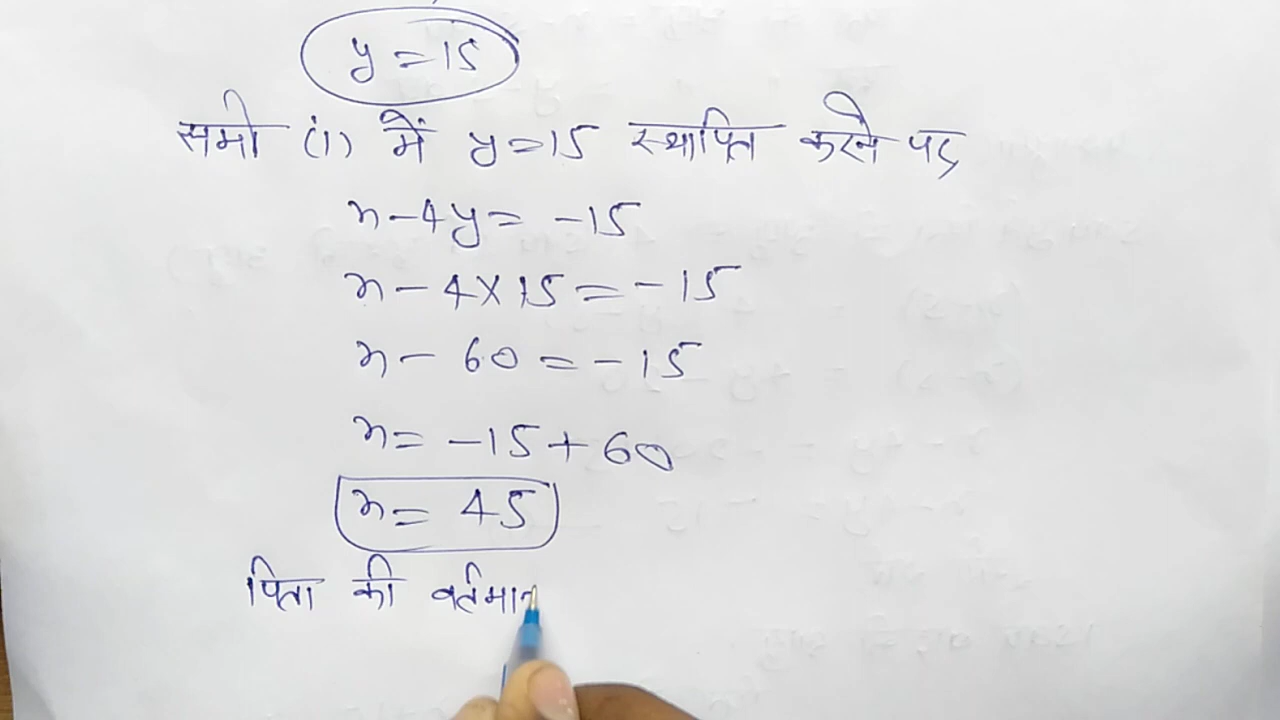 y = 15
समी (i) में y=15 स्थापित करने पर
x - 4y = -15
x - 4 × 15 = -15
x - 60 = -15
x = -15 + 60
x = 45
पिता की वर्तमान